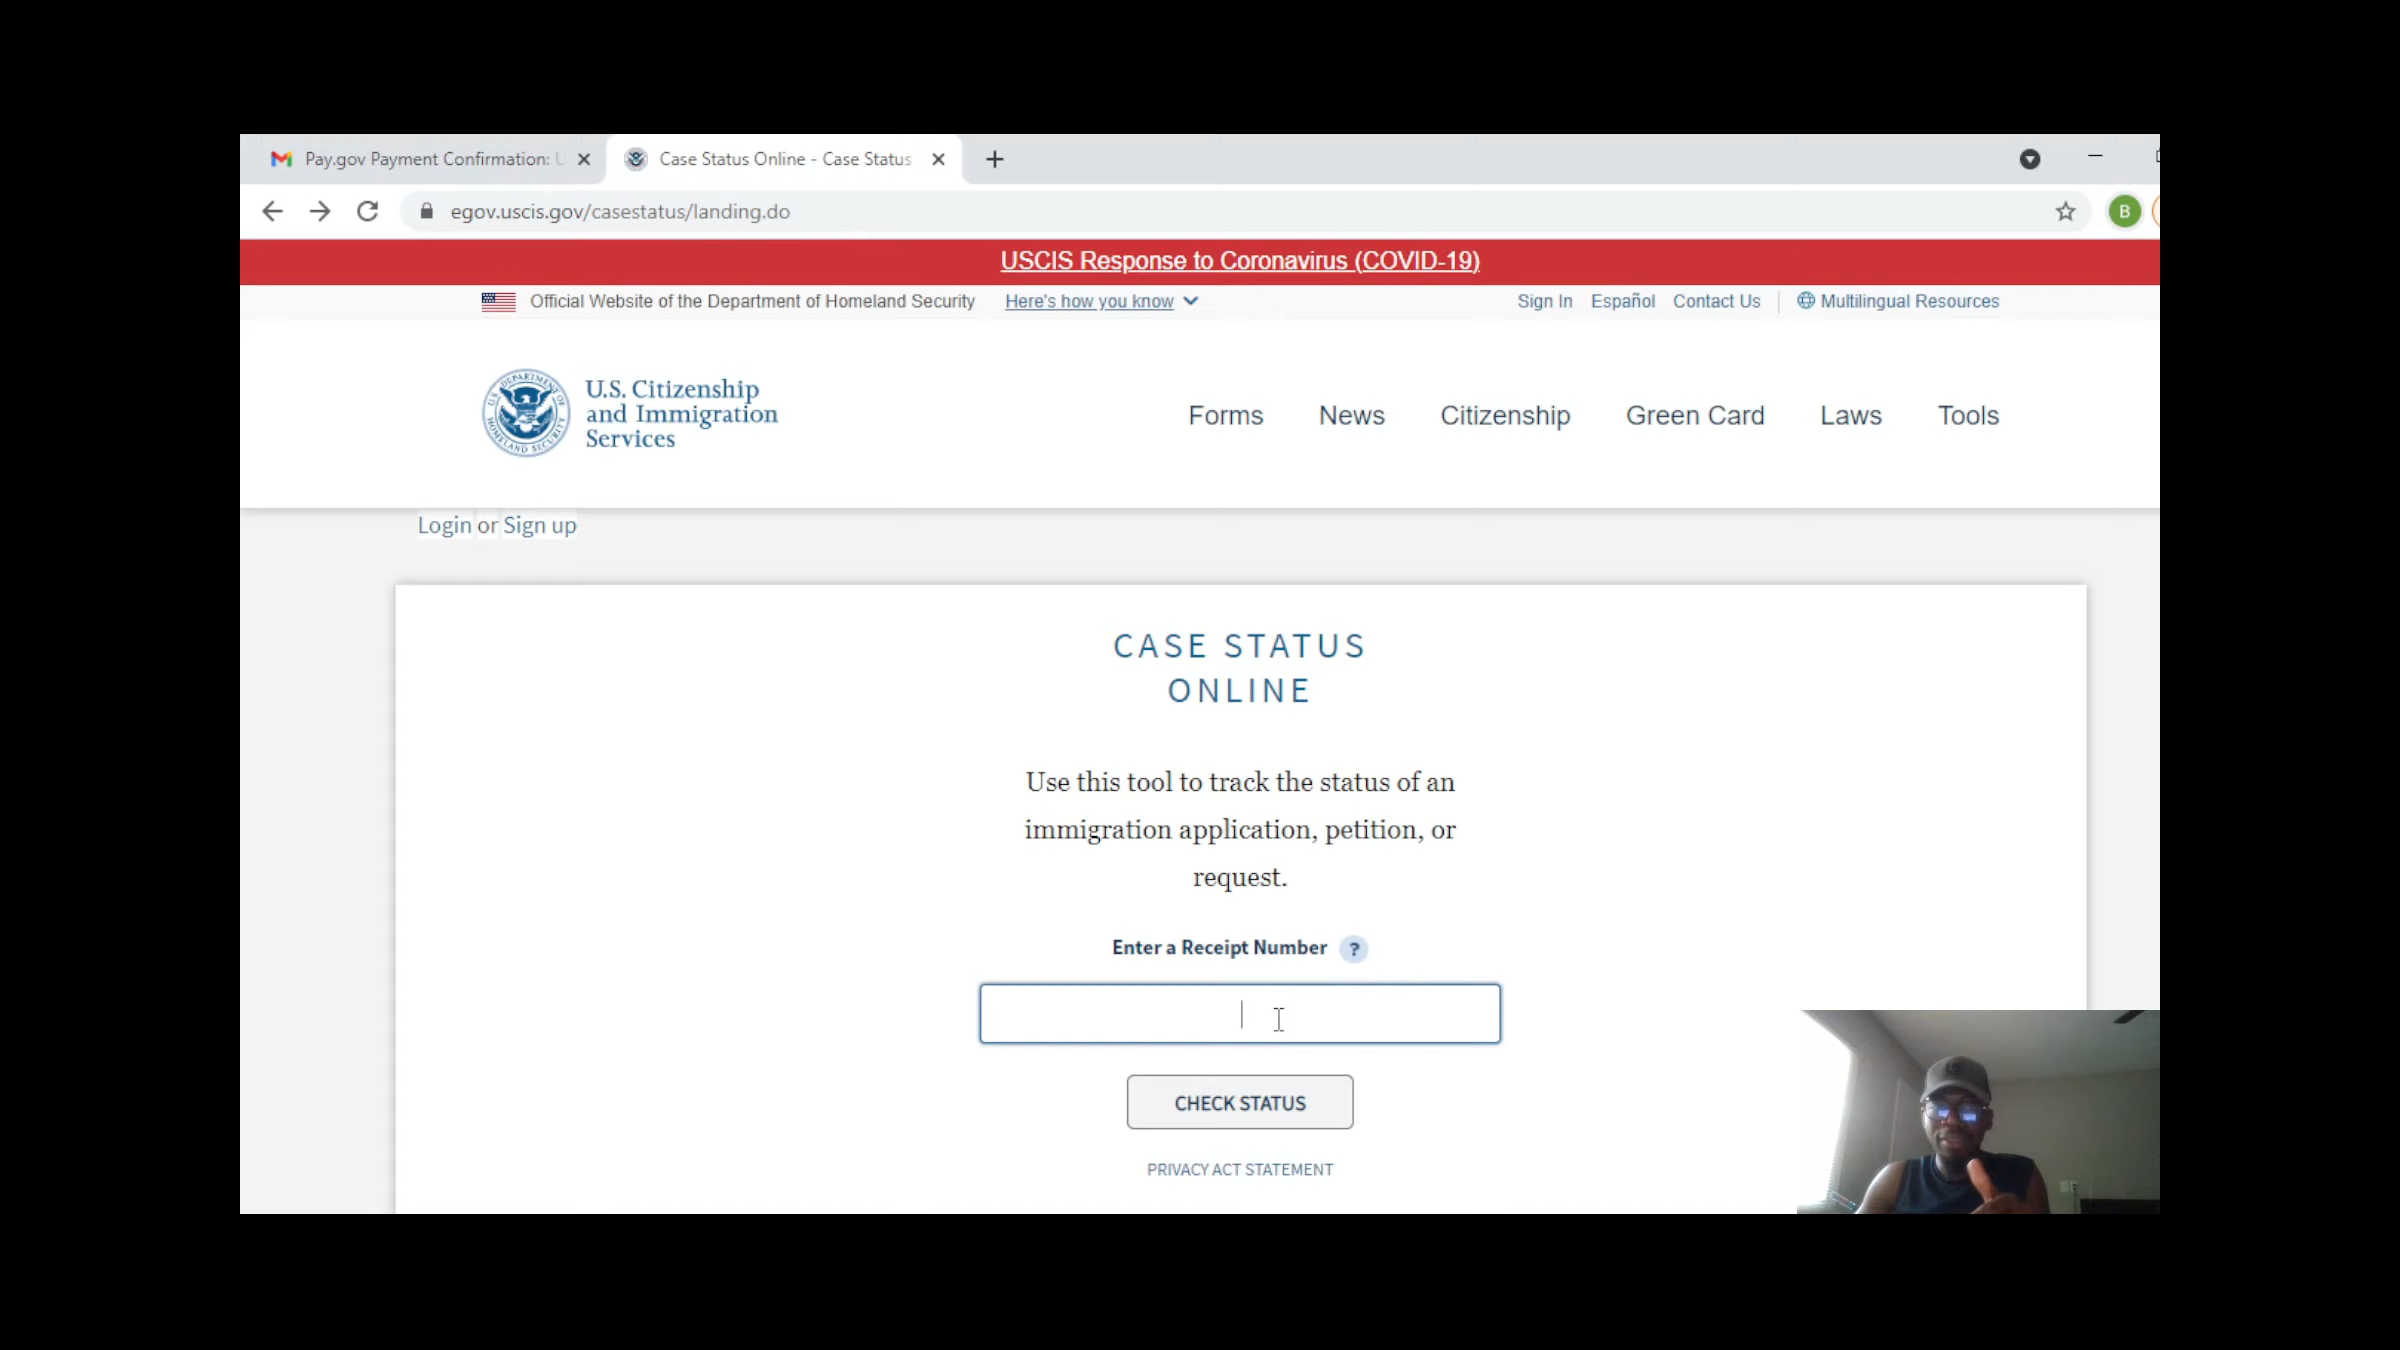 Pay.gov Payment Confirmation: U
Case Status Online - Case Status
egov.uscis.gov/casestatus/landing.do
B
USCIS Response to Coronavirus (COVID-19)
Official Website of the Department of Homeland Security Here's how you know
Sign In Español Contact Us Multilingual Resources
U.S. DEPARTMENT OF HOMELAND SECURITY
U.S. Citizenship
and Immigration
Services
Forms News Citizenship Green Card Laws Tools
Login or Sign up
CASE STATUS
ONLINE
Use this tool to track the status of an
immigration application, petition, or
request.
Enter a Receipt Number ?
CHECK STATUS
PRIVACY ACT STATEMENT